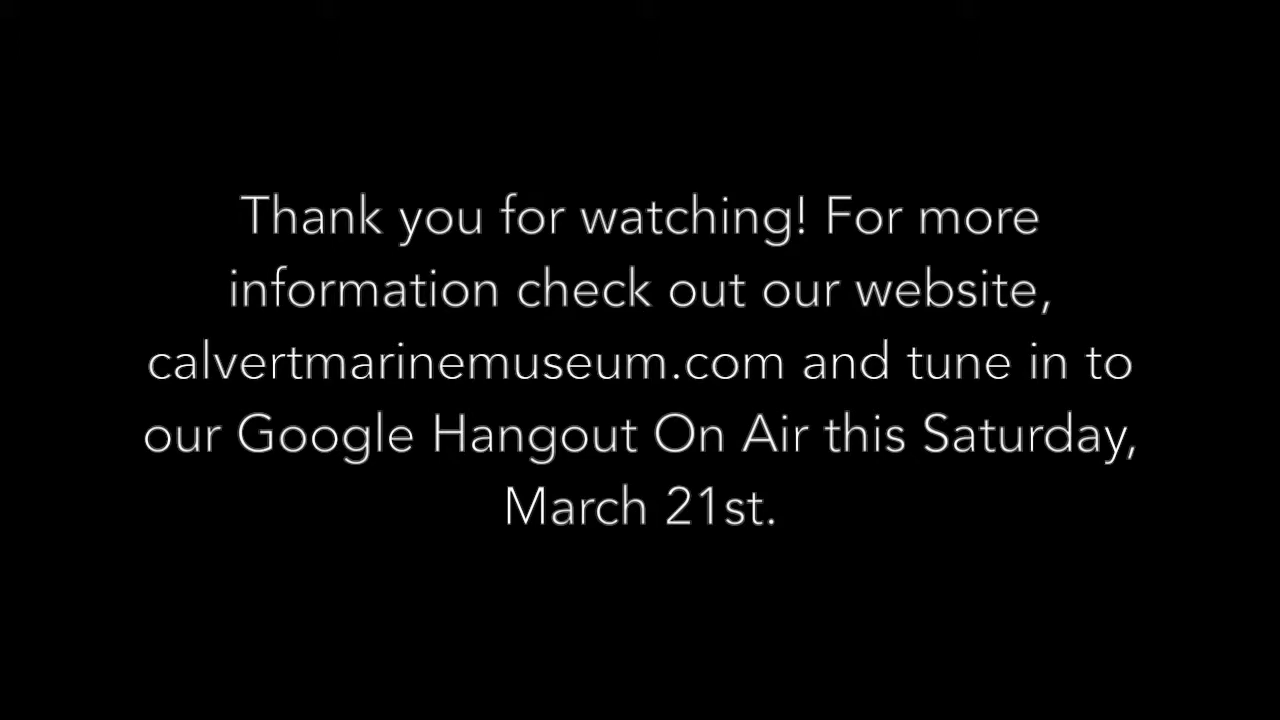 Thank you for watching! For more
information check out our website,
calvertmarinemuseum.com and tune in to
our Google Hangout On Air this Saturday,
March 21st.